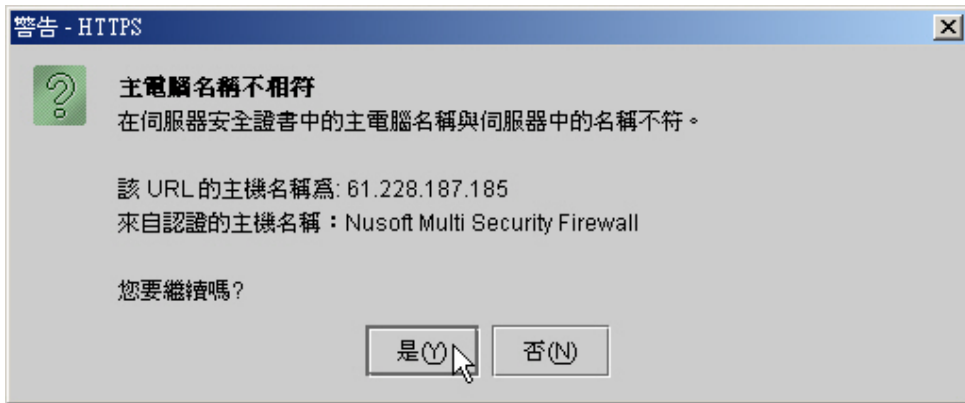 警告 - HTTPS
主電腦名稱不相符
在伺服器安全證書中的主電腦名稱與伺服器中的名稱不符。
該 URL 的主機名稱爲: 61.228.187.185
來自認證的主機名稱：Nusoft Multi Security Firewall
您要繼續嗎?
是(Y) 否(N)